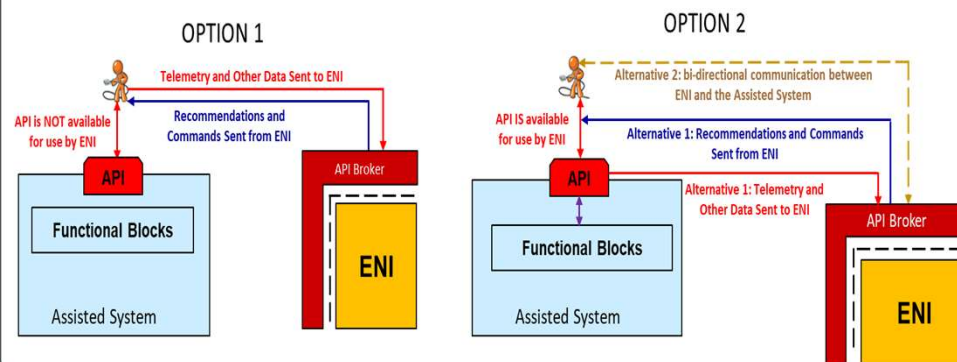 OPTION 1
Telemetry and Other Data Sent to ENI
API is NOT available
for use by ENI
Recommendations and
Commands Sent from ENI
API
API Broker
Functional Blocks
ENI
Assisted System
OPTION 2
Alternative 2: bi-directional communication between
ENI and the Assisted System
API IS available
for use by ENI
Alternative 1: Recommendations and Commands
Sent from ENI
API
Alternative 1: Telemetry and
Other Data Sent to ENI
API Broker
Functional Blocks
ENI
Assisted System